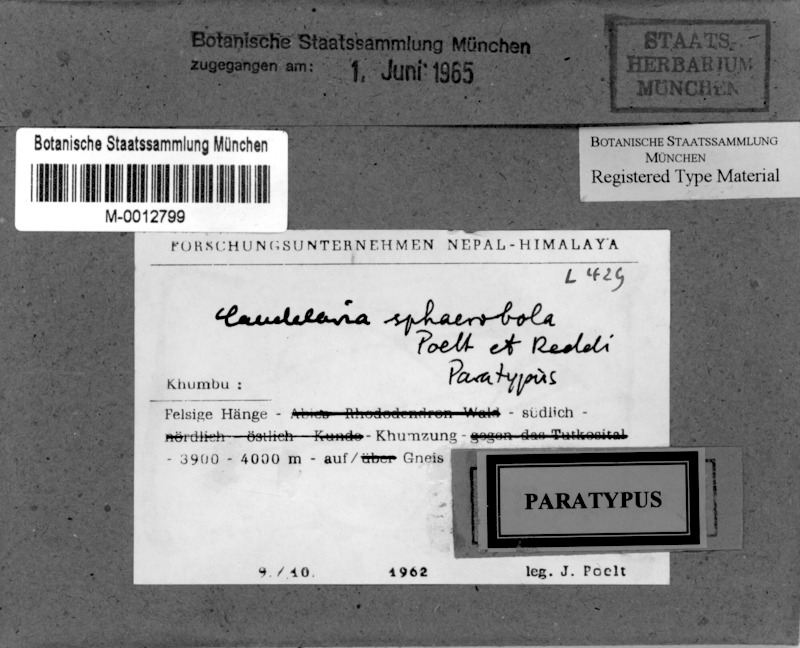 Botanische Staatssammlung München
zugegangen am: 1. Juni 1965
STAATS-
HERBARIUM
MÜNCHEN
Botanische Staatssammlung München
M-0012799
BOTANISCHE STAATSSAMMLUNG
MÜNCHEN
Registered Type Material
FORSCHUNGSUNTERNEHMEN NEPAL-HIMALAYA
L 429
Candelaria sphaerobola
Poelt et Reddi
Paratypus
Khumbu :
Felsige Hänge - Abies - Rhododendron Wald - südlich -
nördlich - östlich - Kunde - Khumzung - gegen das Tutkosital
- 3900 - 4000 m - auf/über Gneis
PARATYPUS
9./10. 1962 leg. J. Poelt